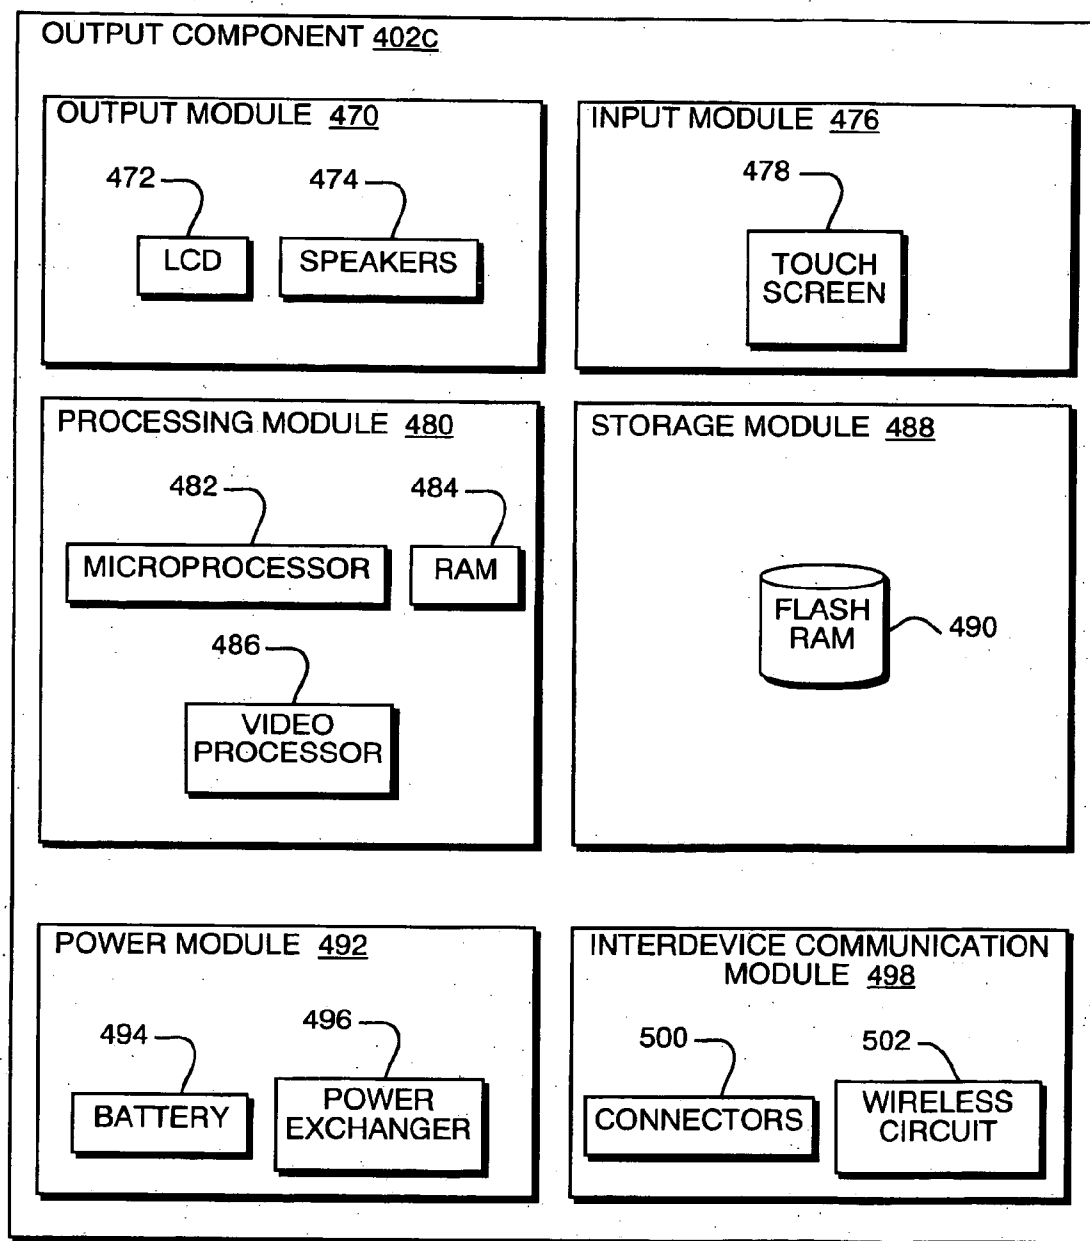 OUTPUT COMPONENT 402c
OUTPUT MODULE 470
472
474
LCD
SPEAKERS
INPUT MODULE 476
478
TOUCH
SCREEN
PROCESSING MODULE 480
482
484
MICROPROCESSOR
RAM
486
VIDEO
PROCESSOR
STORAGE MODULE 488
FLASH
RAM
490
POWER MODULE 492
494
496
BATTERY
POWER
EXCHANGER
INTERDEVICE COMMUNICATION
MODULE 498
500
502
CONNECTORS
WIRELESS
CIRCUIT